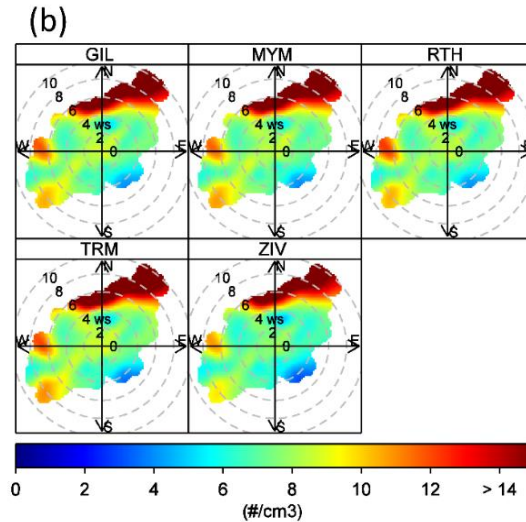 (b)
GIL MYM RTH
10 N 10 N 10 N
8 8 8
6 6 6
4 ws 4 ws 4 ws
2 2 2
W 0 E W 0 E W 0 E
S S S
TRM ZIV
10 N 10 N
8 8
6 6
4 ws 4 ws
2 2
W 0 E W 0 E
S S
0 2 4 6 8 10 12 > 14
(#/cm3)